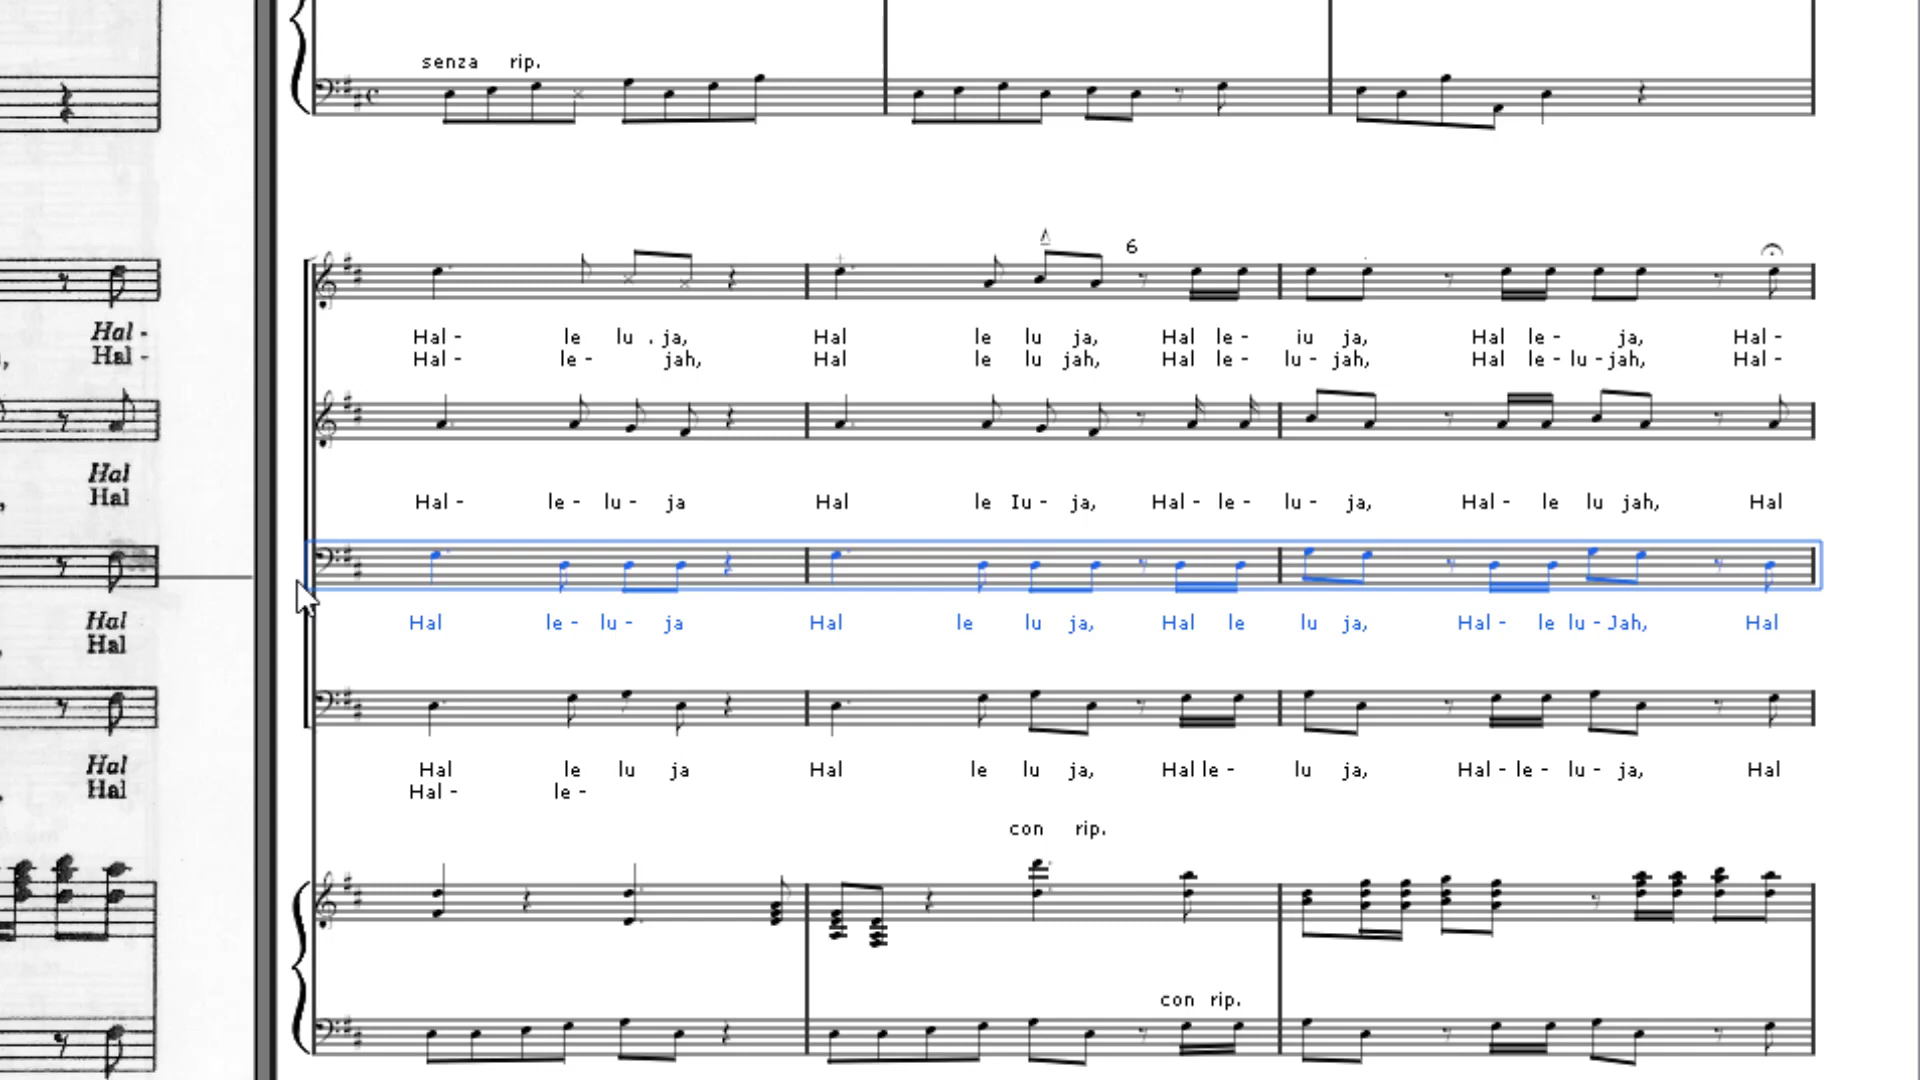 senza rip.
6
Hal - le lu . ja, Hal le lu ja, Hal le - iu ja, Hal le - ja, Hal -
Hal - le - jah, Hal le lu jah, Hal le - lu - jah, Hal le - lu - jah, Hal -
Hal - le - lu - ja Hal le Iu - ja, Hal - le - lu - ja, Hal - le lu jah, Hal
Hal le - lu - ja Hal le lu ja, Hal le lu ja, Hal - le lu - Jah, Hal
Hal le lu ja Hal le lu ja, Hal le - lu ja, Hal - le - lu - ja, Hal
Hal - le -
con rip.
con rip.
Hal -
Hal -
Hal
Hal
Hal
Hal
Hal
Hal